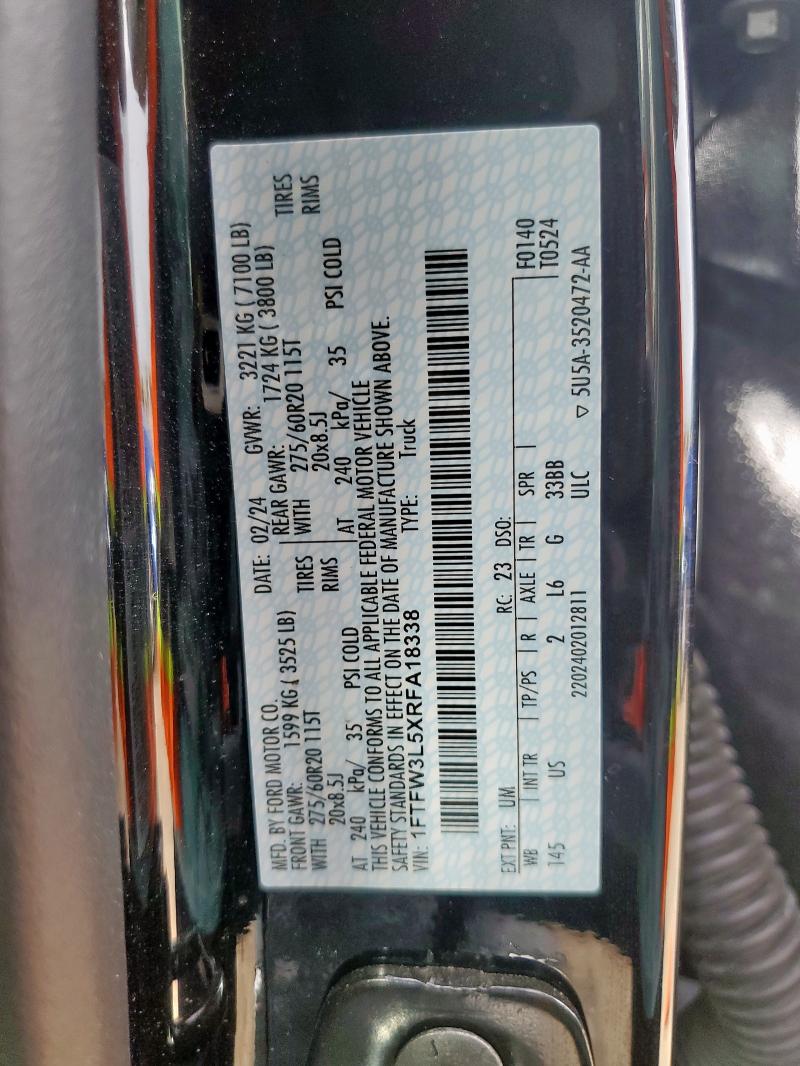 MFD. BY FORD MOTOR CO. DATE: 02/24 GVWR: 3221 KG ( 7100 LB)
FRONT GAWR: 1599 KG ( 3525 LB) REAR GAWR: 1724 KG ( 3800 LB)
WITH 275/60R20 115T TIRES WITH 275/60R20 115T TIRES
20x8.5J RIMS 20x8.5J RIMS
AT 240 kPa/ 35 PSI COLD AT 240 kPa/ 35 PSI COLD
THIS VEHICLE CONFORMS TO ALL APPLICABLE FEDERAL MOTOR VEHICLE
SAFETY STANDARDS IN EFFECT ON THE DATE OF MANUFACTURE SHOWN ABOVE.
VIN: 1FTFW3L5XRFA18338 TYPE: Truck
EXT PNT: UM RC: 23 DSO: F0140
WB INT TR TP/PS R AXLE TR SPR T0524
145 US 2 L6 G 33BB
2202402012811 ULC ▽ 5U5A-3520472-AA